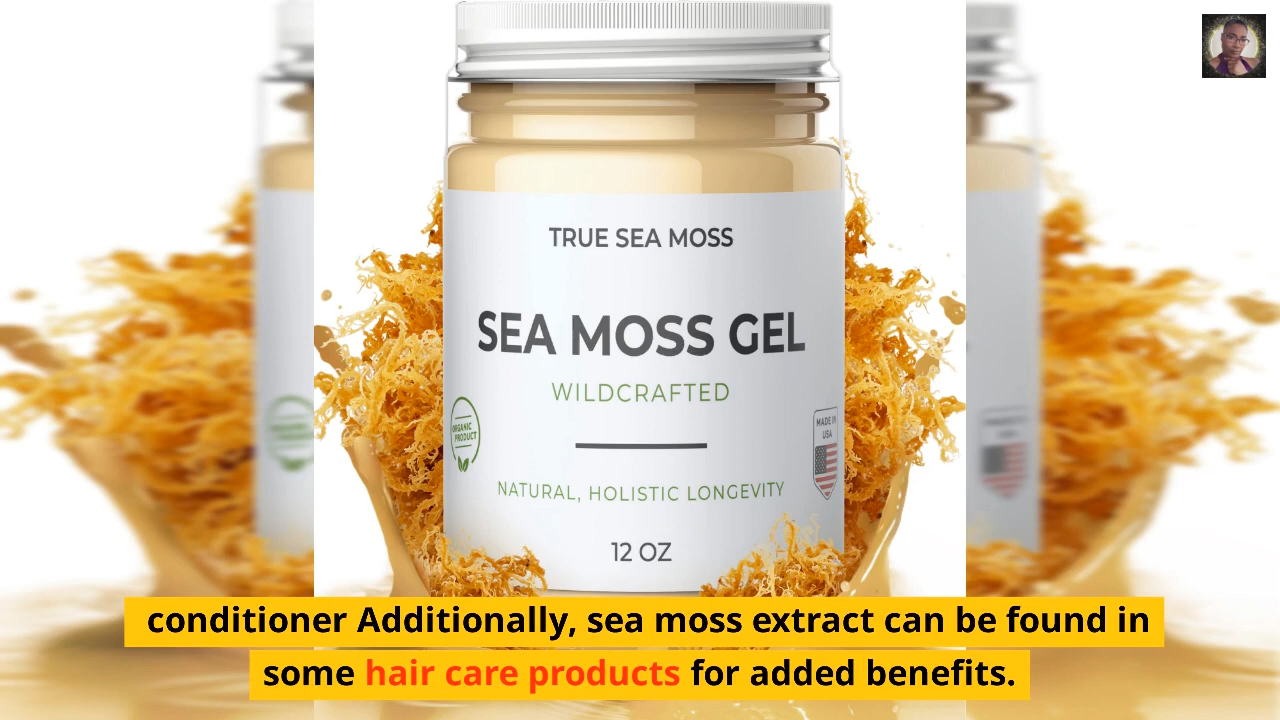 TRUE SEA MOSS
SEA MOSS GEL
WILDCRAFTED
ORGANIC
PRODUCT
MADE IN
USA
NATURAL, HOLISTIC LONGEVITY
12 OZ
conditioner Additionally, sea moss extract can be found in
some hair care products for added benefits.